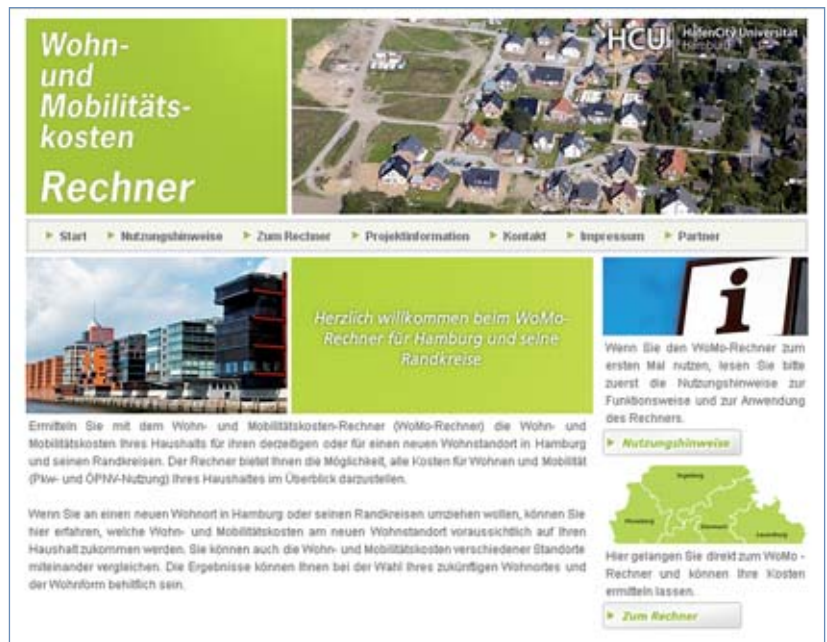 Wohn-
und
Mobilitäts-
kosten
Rechner
HCU HafenCity Universität
Hamburg
Start Nutzungshinweise Zum Rechner Projektinformation Kontakt Impressum Partner
Herzlich willkommen beim WoMo-
Rechner für Hamburg und seine
Randkreise
Ermitteln Sie mit dem Wohn- und Mobilitätskosten-Rechner (WoMo-Rechner) die Wohn- und
Mobilitätskosten Ihres Haushalts für ihren derzeitigen oder für einen neuen Wohnstandort in Hamburg
und seinen Randkreisen. Der Rechner bietet Ihnen die Möglichkeit, alle Kosten für Wohnen und Mobilität
(Pkw- und ÖPNV-Nutzung) Ihres Haushaltes im Überblick darzustellen.
Wenn Sie an einen neuen Wohnort in Hamburg oder seinen Randkreisen umziehen wollen, können Sie
hier erfahren, welche Wohn- und Mobilitätskosten am neuen Wohnstandort voraussichtlich auf Ihren
Haushalt zukommen werden. Sie können auch die Wohn- und Mobilitätskosten verschiedener Standorte
miteinander vergleichen. Die Ergebnisse können Ihnen bei der Wahl Ihres zukünftigen Wohnortes und
der Wohnform behilflich sein.
i
Wenn Sie den WoMo-Rechner zum
ersten Mal nutzen, lesen Sie bitte
zuerst die Nutzungshinweise zur
Funktionsweise und zur Anwendung
des Rechners.
Nutzungshinweise
Segeberg
Pinneberg
Stormarn
Lauenburg
Hier gelangen Sie direkt zum WoMo -
Rechner und können Ihre Kosten
ermitteln lassen.
Zum Rechner